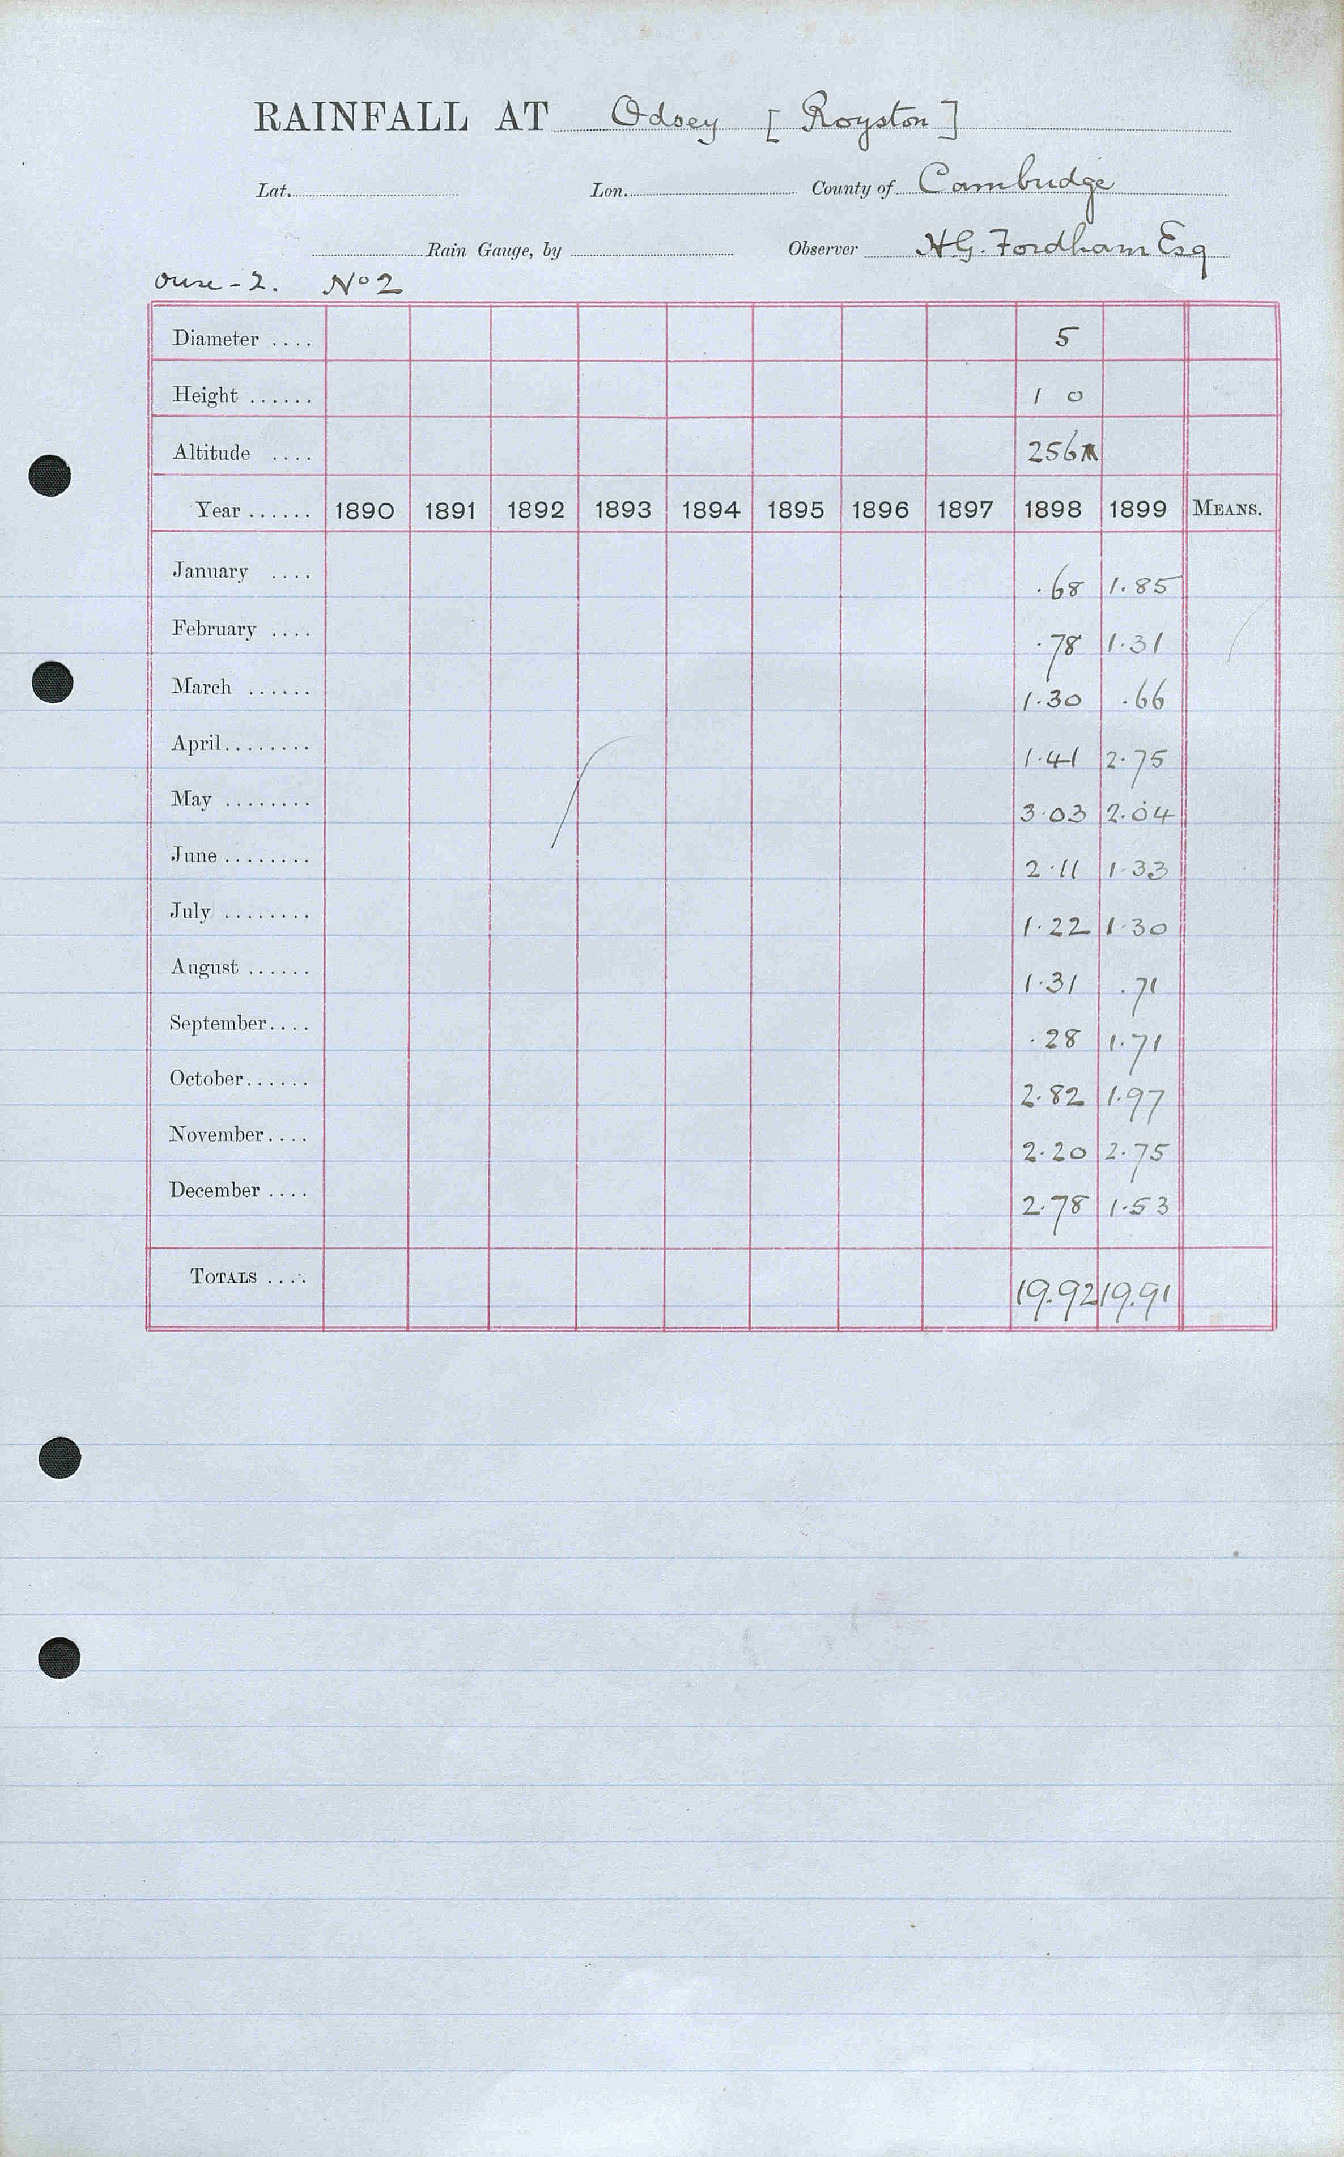 RAINFALL AT Odsey [Royston]
Lat. Lon. County of Cambridge
Rain Gauge, by Observer H.G. Fordham Esq
Ouse - 2. No 2
Diameter .... 5
Height ...... 1 0
Altitude .... 256
Year ...... 1890 1891 1892 1893 1894 1895 1896 1897 1898 1899 MEANS.
January .... .68 1.85
February .... .78 1.31
March ...... 1.30 .66
April........ 1.41 2.75
May ........ 3.03 2.04
June ........ 2.11 1.33
July ........ 1.22 1.30
August ...... 1.31 .71
September.... .28 1.71
October...... 2.82 1.97
November.... 2.20 2.75
December .... 2.78 1.53
TOTALS .... 19.92 19.91